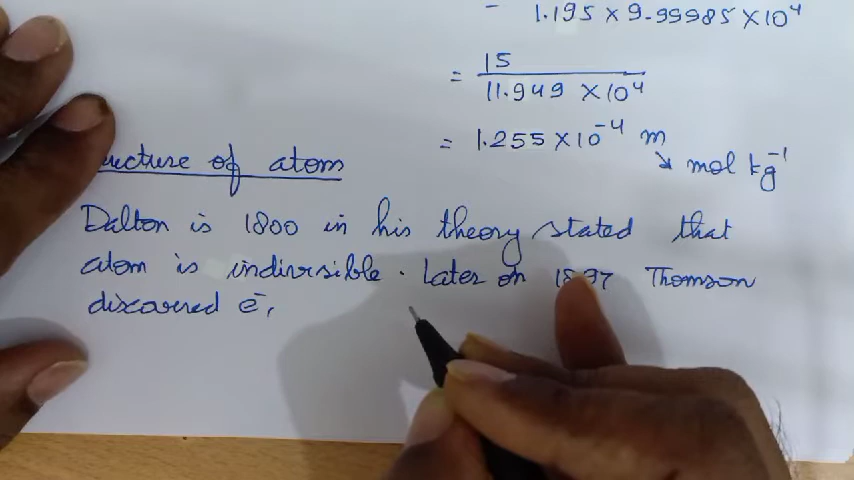 = 1.195 × 9.99985 × 10⁴
= 15 / 11.949 × 10⁴
= 1.255 × 10⁻⁴ m
↘ mol kg⁻¹
ucture of atom
Dalton is 1800 in his theory stated that
atom is indivisible. Later on 1897 Thomson
discovered e⁻,